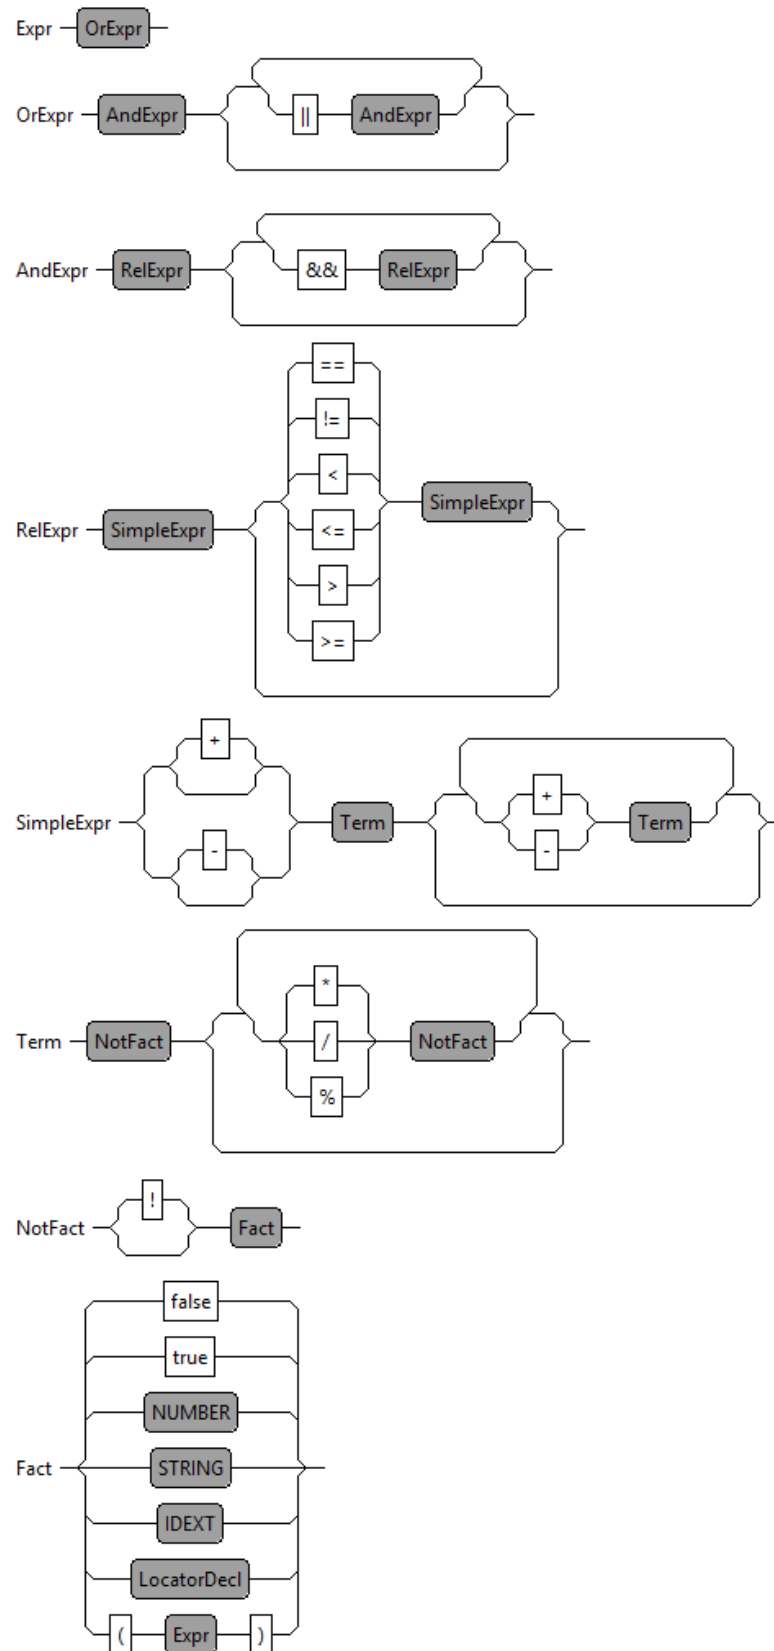 Expr OrExpr
OrExpr AndExpr || AndExpr
AndExpr RelExpr && RelExpr
==
!=
<
SimpleExpr
RelExpr SimpleExpr <=
>
>=
+
SimpleExpr - Term + - Term
*
Term NotFact / NotFact
%
!
NotFact Fact
false
true
NUMBER
Fact STRING
IDEXT
LocatorDecl
( Expr )